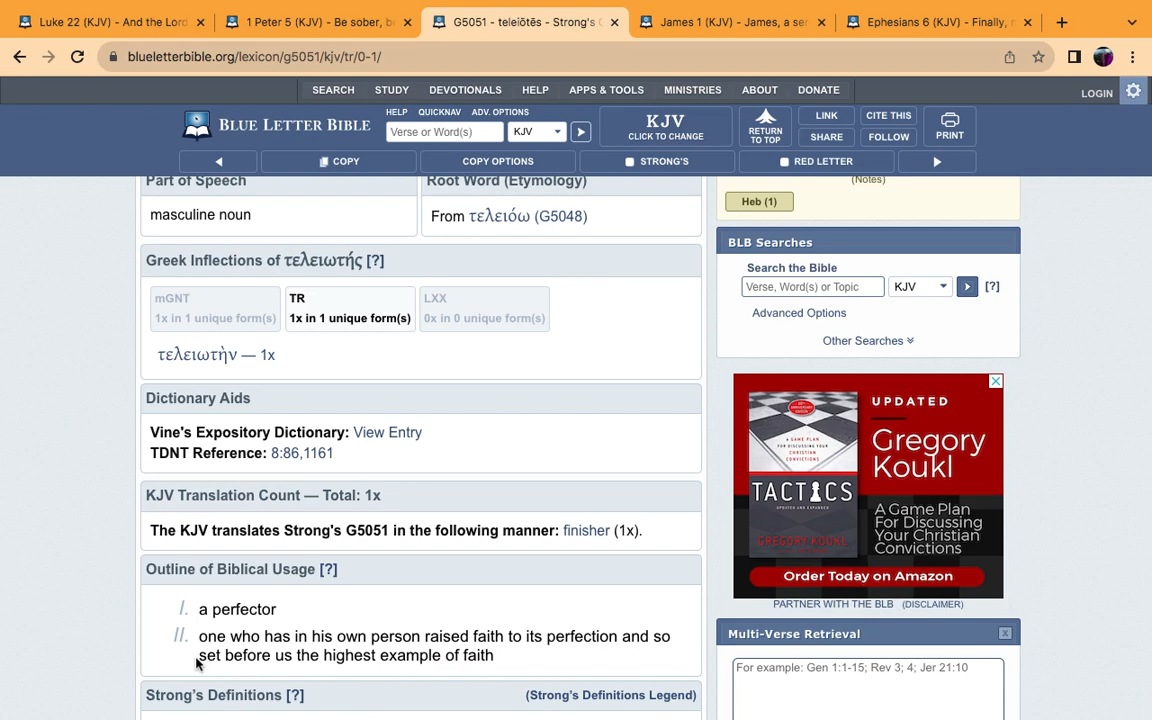 Luke 22 (KJV) - And the Lord
1 Peter 5 (KJV) - Be sober, be
G5051 - teleiōtēs - Strong's G
James 1 (KJV) - James, a ser
Ephesians 6 (KJV) - Finally, m
blueletterbible.org/lexicon/g5051/kjv/tr/0-1/
SEARCH STUDY DEVOTIONALS HELP APPS & TOOLS MINISTRIES ABOUT DONATE
LOGIN
BLUE LETTER BIBLE
HELP QUICKNAV ADV. OPTIONS
Verse or Word(s) KJV
KJV
CLICK TO CHANGE
RETURN
TO TOP
LINK
SHARE
CITE THIS
FOLLOW
PRINT
COPY COPY OPTIONS STRONG'S RED LETTER
Part of Speech
masculine noun
Root Word (Etymology)
From τελειόω (G5048)
Greek Inflections of τελειωτής [?]
mGNT
1x in 1 unique form(s)
TR
1x in 1 unique form(s)
LXX
0x in 0 unique form(s)
τελειωτὴν — 1x
Dictionary Aids
Vine's Expository Dictionary: View Entry
TDNT Reference: 8:86,1161
KJV Translation Count — Total: 1x
The KJV translates Strong's G5051 in the following manner: finisher (1x).
Outline of Biblical Usage [?]
I. a perfector
II. one who has in his own person raised faith to its perfection and so
set before us the highest example of faith
Strong's Definitions [?] (Strong's Definitions Legend)
(Notes)
Heb (1)
BLB Searches
Search the Bible
Verse, Word(s) or Topic KJV [?]
Advanced Options
Other Searches
UPDATED
Gregory
Koukl
TACTICS
A Game Plan
For Discussing
Your Christian
Convictions
Order Today on Amazon
PARTNER WITH THE BLB (DISCLAIMER)
Multi-Verse Retrieval x
For example: Gen 1:1-15; Rev 3; 4; Jer 21:10